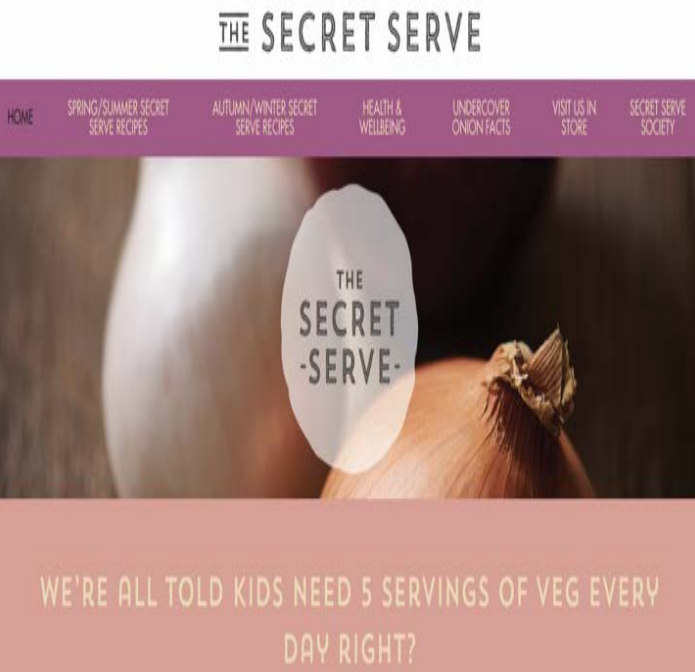 THE SECRET SERVE
HOME
SPRING/SUMMER SECRET
SERVE RECIPES
AUTUMN/WINTER SECRET
SERVE RECIPES
HEALTH &
WELLBEING
UNDERCOVER
ONION FACTS
VISIT US IN
STORE
SECRET SERVE
SOCIETY
THE
SECRET
-SERVE-
WE'RE ALL TOLD KIDS NEED 5 SERVINGS OF VEG EVERY
DAY RIGHT?